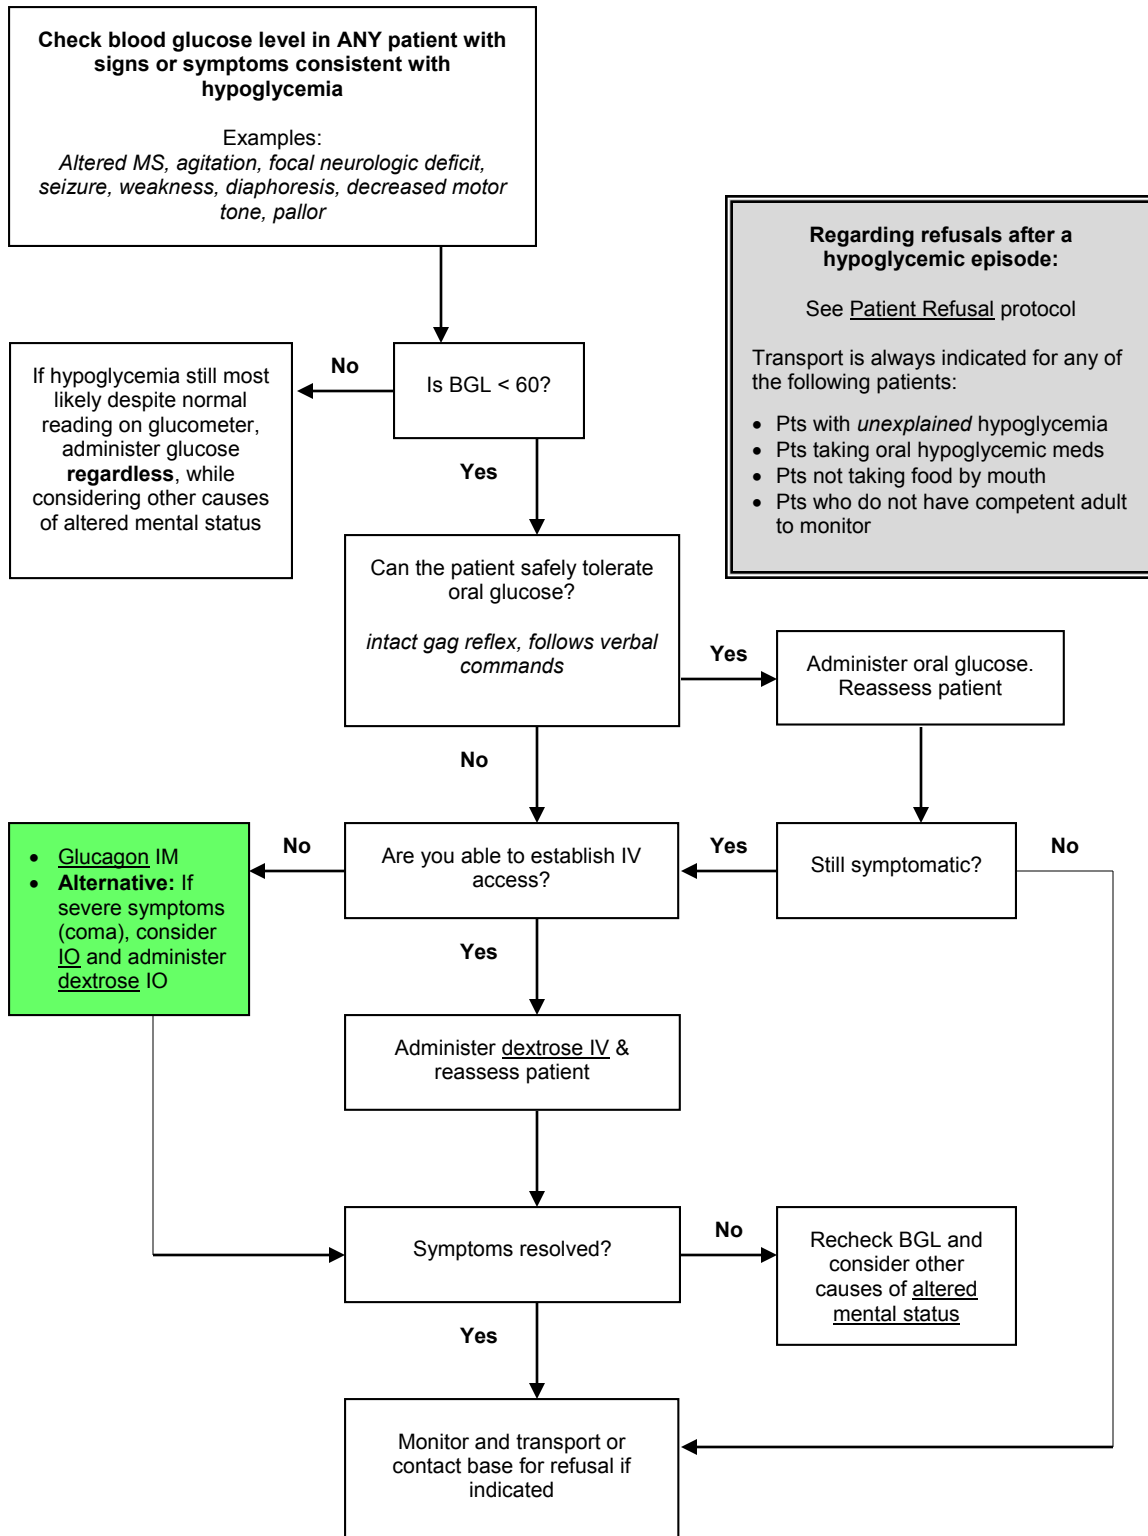 Check blood glucose level in ANY patient with
signs or symptoms consistent with
hypoglycemia
Examples:
Altered MS, agitation, focal neurologic deficit,
seizure, weakness, diaphoresis, decreased motor
tone, pallor
Regarding refusals after a
hypoglycemic episode:
See Patient Refusal protocol
Transport is always indicated for any of
the following patients:
• Pts with unexplained hypoglycemia
• Pts taking oral hypoglycemic meds
• Pts not taking food by mouth
• Pts who do not have competent adult
to monitor
If hypoglycemia still most
likely despite normal
reading on glucometer,
administer glucose
regardless, while
considering other causes
of altered mental status
No
Is BGL < 60?
Yes
Can the patient safely tolerate
oral glucose?
intact gag reflex, follows verbal
commands
Yes
Administer oral glucose.
Reassess patient
No
• Glucagon IM
• Alternative: If
severe symptoms
(coma), consider
IO and administer
dextrose IO
No
Are you able to establish IV
access?
Yes
Still symptomatic?
No
Yes
Administer dextrose IV &
reassess patient
Symptoms resolved?
No
Recheck BGL and
consider other
causes of altered
mental status
Yes
Monitor and transport or
contact base for refusal if
indicated